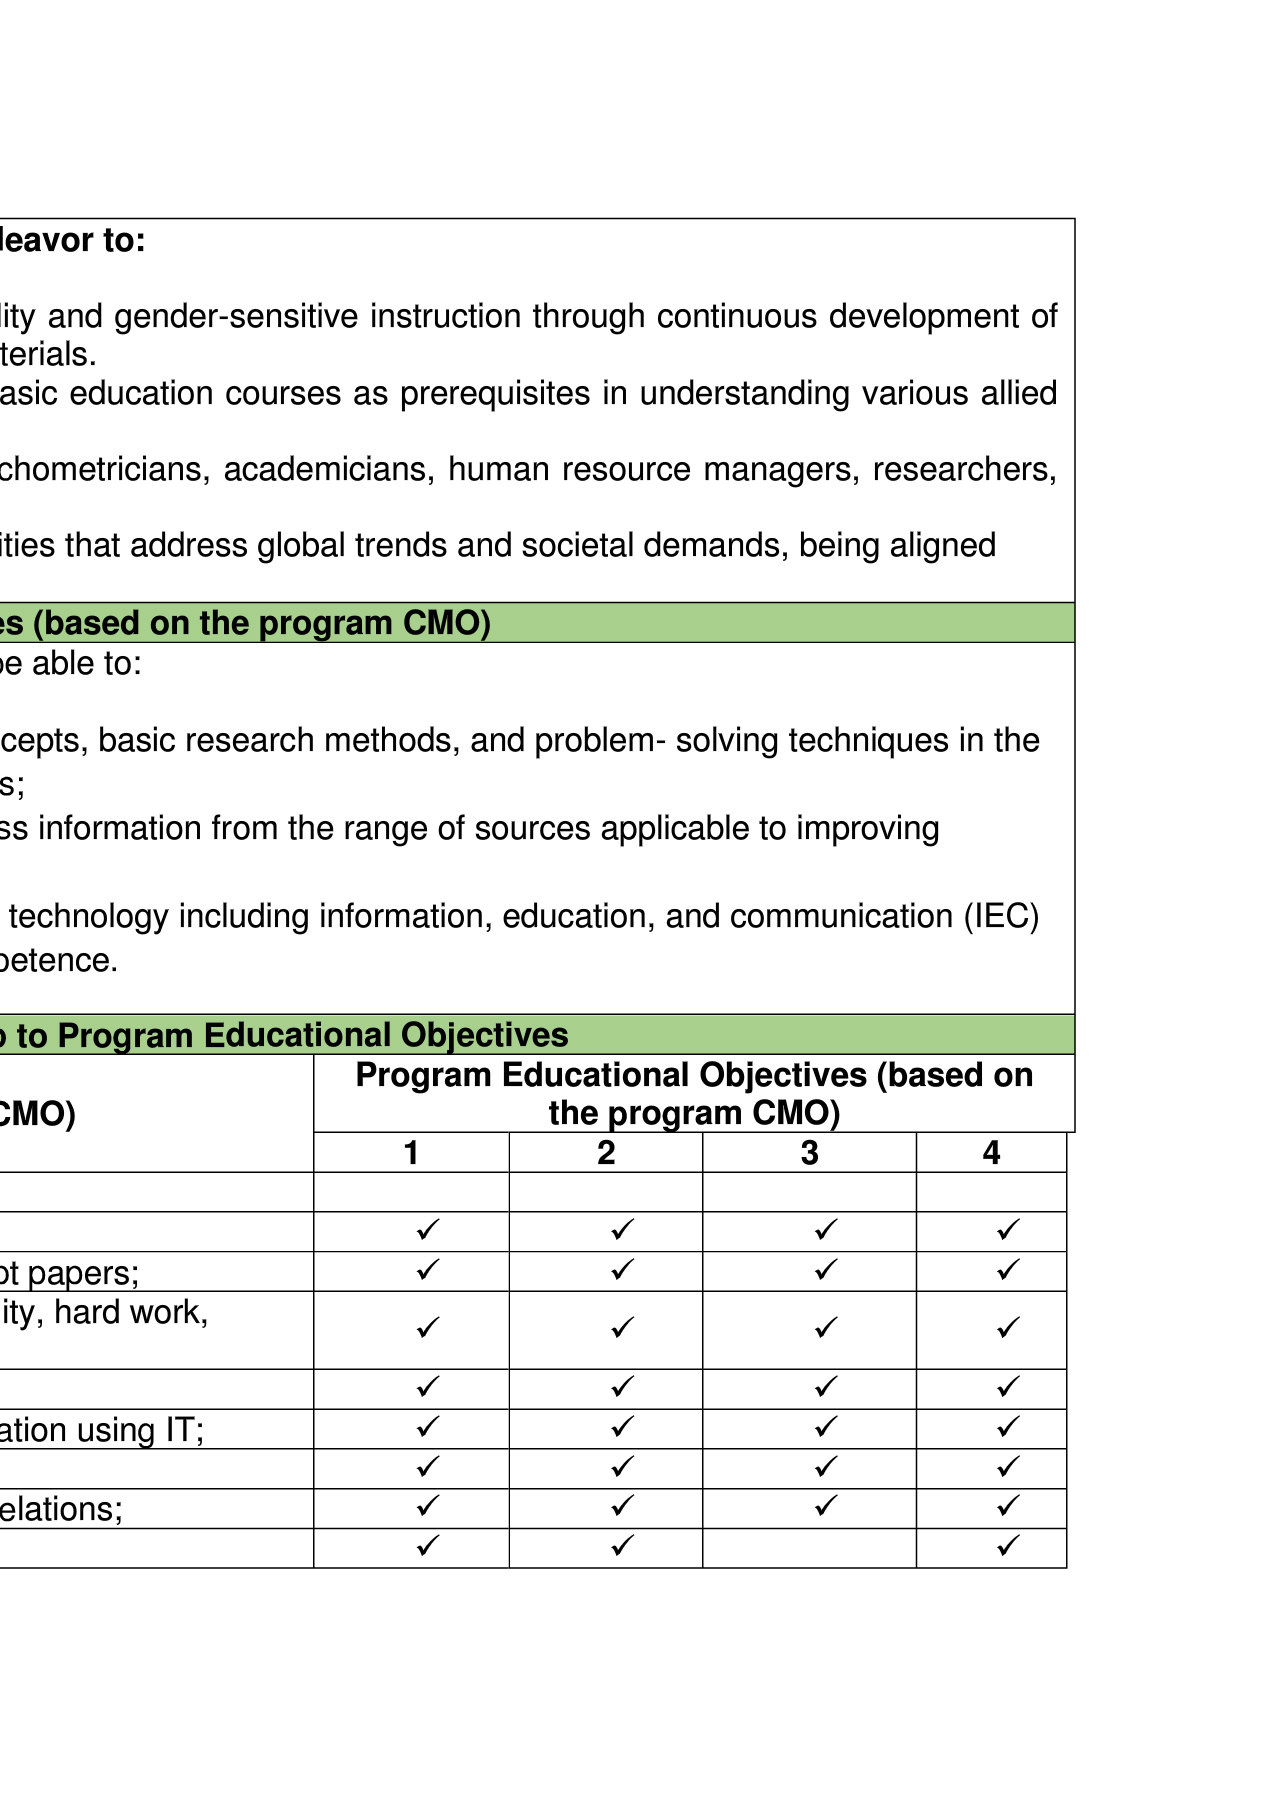 deavor to:
lity and gender-sensitive instruction through continuous development of
terials.
asic education courses as prerequisites in understanding various allied
chometricians, academicians, human resource managers, researchers,
ities that address global trends and societal demands, being aligned
es (based on the program CMO)
be able to:
cepts, basic research methods, and problem- solving techniques in the
s;
ss information from the range of sources applicable to improving
technology including information, education, and communication (IEC)
petence.
p to Program Educational Objectives
Program Educational Objectives (based on
CMO)
the program CMO)
1 2 3 4
✓ ✓ ✓ ✓
pt papers; ✓ ✓ ✓ ✓
ity, hard work, ✓ ✓ ✓ ✓
✓ ✓ ✓ ✓
ation using IT; ✓ ✓ ✓ ✓
✓ ✓ ✓ ✓
elations; ✓ ✓ ✓ ✓
✓ ✓ ✓